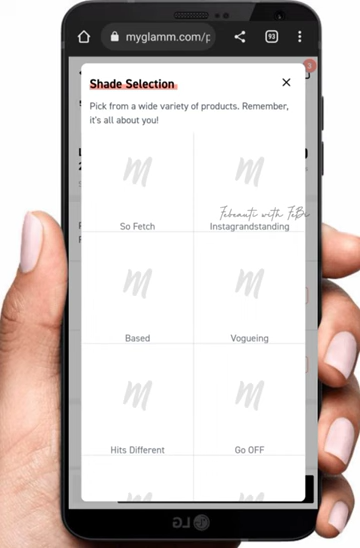 myglamm.com/p 93
Shade Selection
Pick from a wide variety of products. Remember,
it's all about you!
So Fetch
Febeauti with FeBi
Instagrandstanding
Based
Vogueing
Hits Different
Go OFF
LG